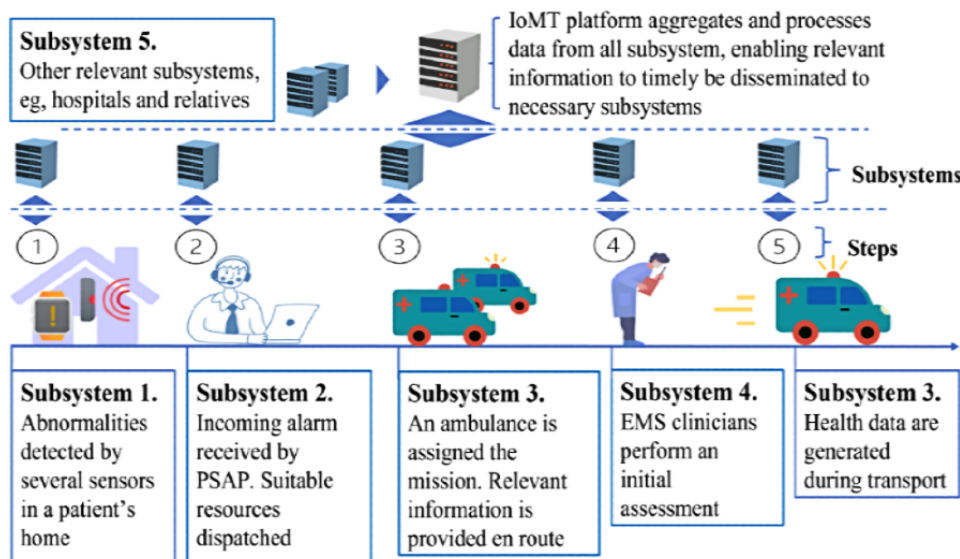 Subsystem 5.
Other relevant subsystems,
eg, hospitals and relatives
IoMT platform aggregates and processes
data from all subsystem, enabling relevant
information to timely be disseminated to
necessary subsystems
Subsystems
1
2
3
4
5
Steps
Subsystem 1.
Abnormalities
detected by
several sensors
in a patient's
home
Subsystem 2.
Incoming alarm
received by
PSAP. Suitable
resources
dispatched
Subsystem 3.
An ambulance is
assigned the
mission. Relevant
information is
provided en route
Subsystem 4.
EMS clinicians
perform an
initial
assessment
Subsystem 3.
Health data are
generated
during transport